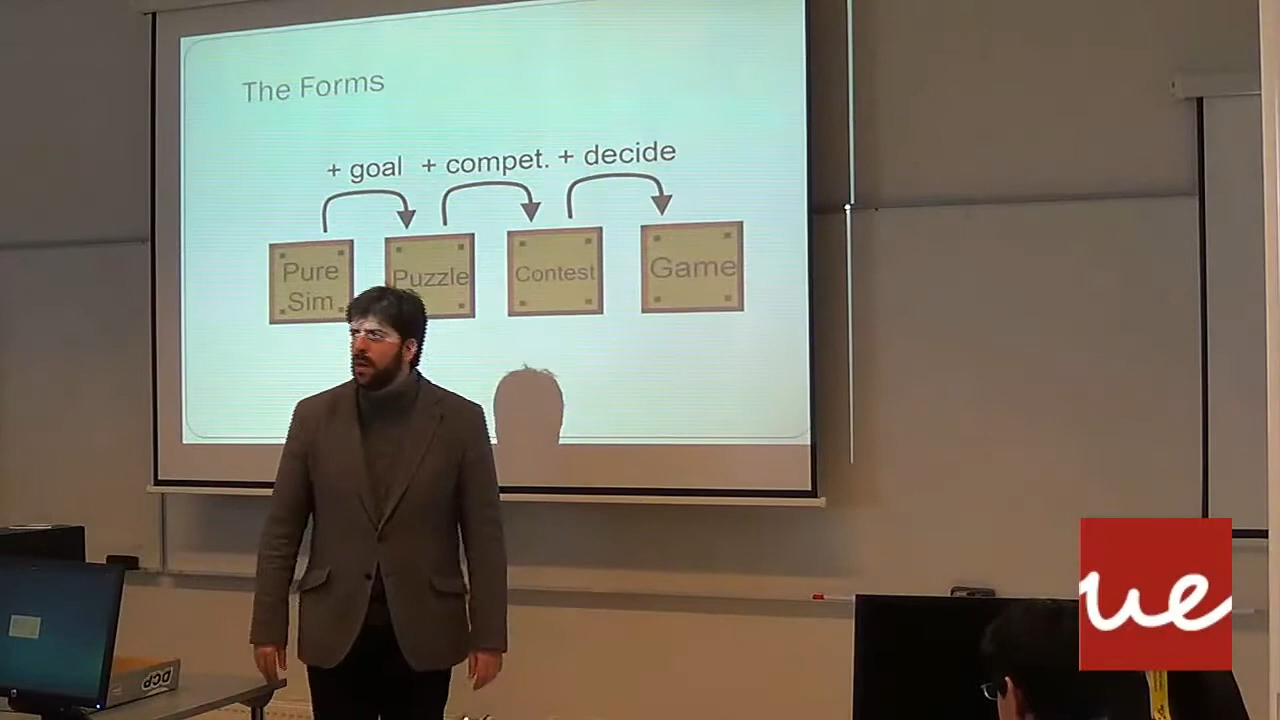 The Forms
+ goal + compet. + decide
Pure
Sim
Puzzle
Contest
Game
DCP
ue